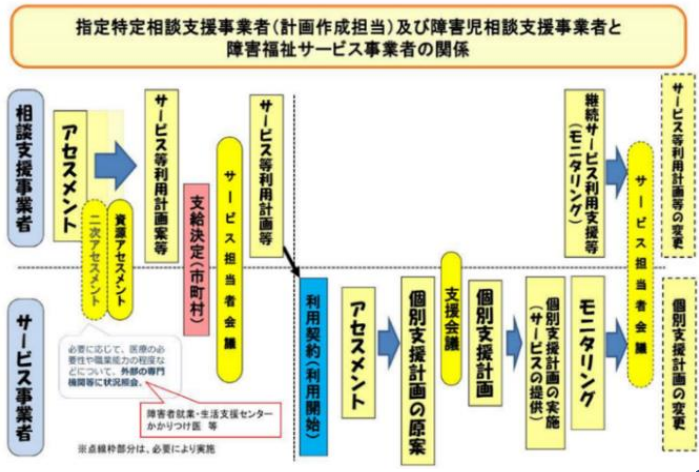 指定特定相談支援事業者(計画作成担当)及び障害児相談支援事業者と
障害福祉サービス事業者の関係
相談支援事業者
アセスメント
二次アセスメント
資源アセスメント
サービス等利用計画案等
支給決定(市町村)
サービス担当者会議
サービス等利用計画等
継続サービス利用支援等
(モニタリング)
サービス担当者会議
サービス等利用計画等の変更
サービス事業者
必要に応じて、医療の必
要性や職業能力の程度な
どについて、外部の専門
機関等に状況照会。
障害者就業・生活支援センター
かかりつけ医 等
※点線枠部分は、必要により実施
利用契約(利用開始)
アセスメント
個別支援計画の原案
支援会議
個別支援計画
個別支援計画の実施
(サービスの提供)
モニタリング
個別支援計画の変更